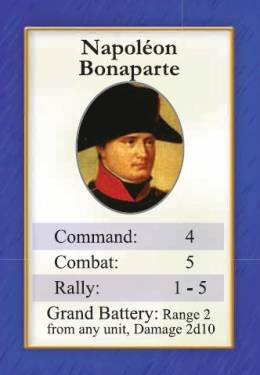 Napoléon
Bonaparte
Command: 4
Combat: 5
Rally: 1 - 5
Grand Battery: Range 2
from any unit, Damage 2d10